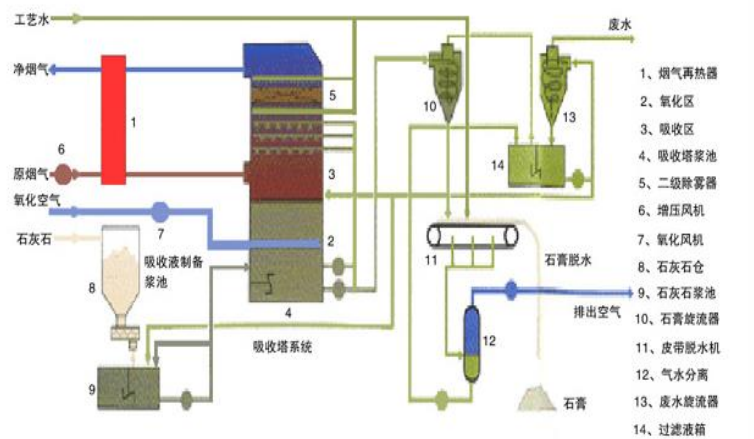 工艺水
废水
净烟气
5
10
13
1、烟气再热器
2、氧化区
1
3、吸收区
6
14
4、吸收塔浆池
原烟气
3
5、二级除雾器
氧化空气
6、增压风机
7
2
7、氧化风机
石灰石
吸收液制备
浆池
11
石膏脱水
8、石灰石仓
8
9、石灰石浆池
4
排出空气
10、石膏旋流器
吸收塔系统
12
11、皮带脱水机
9
12、气水分离
石膏
13、废水旋流器
14、过滤液箱